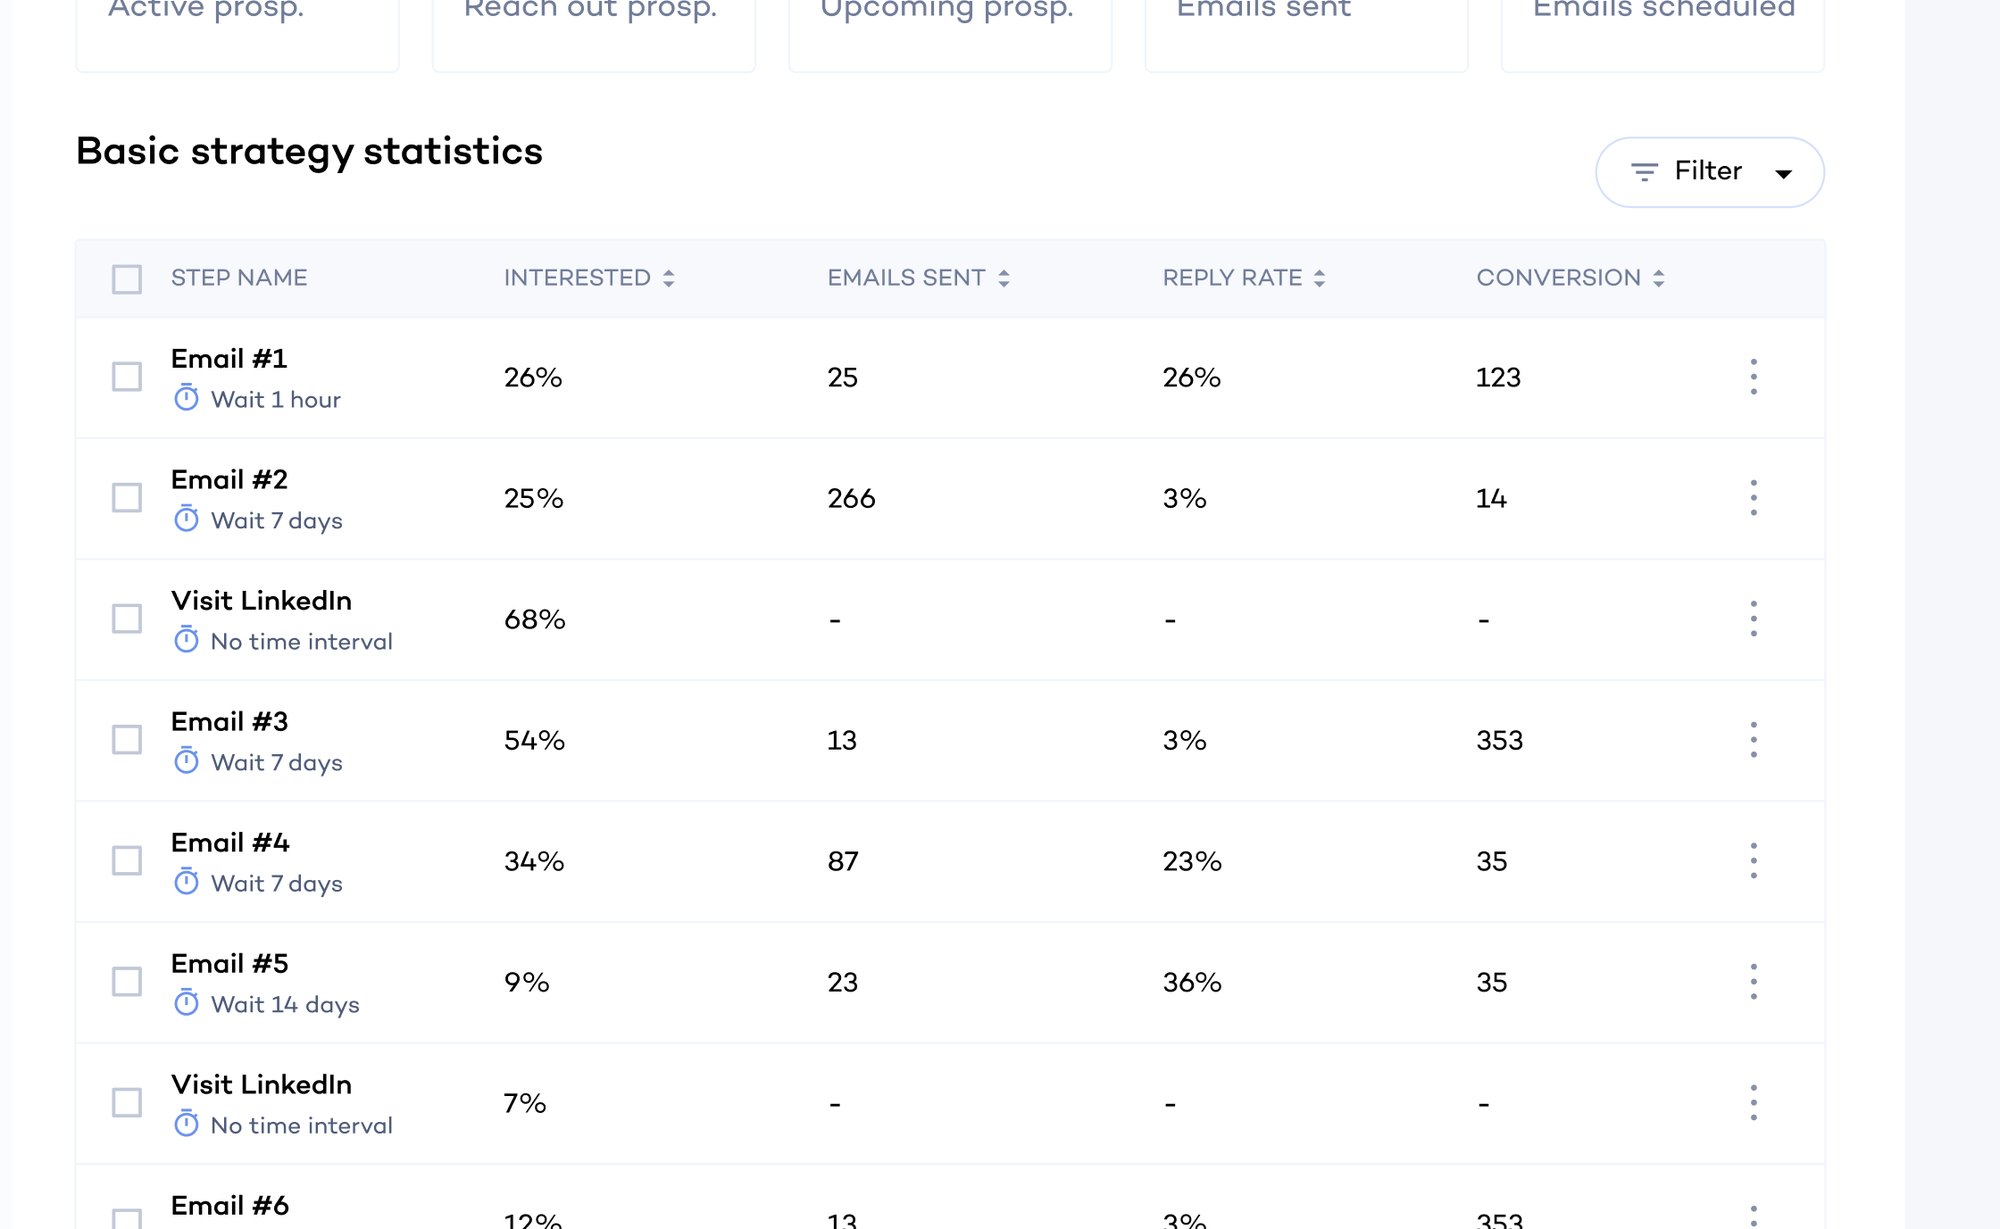 Active prosp.
Reach out prosp.
Upcoming prosp.
Emails sent
Emails scheduled
Basic strategy statistics
Filter
STEP NAME INTERESTED EMAILS SENT REPLY RATE CONVERSION
Email #1
Wait 1 hour
26% 25 26% 123
Email #2
Wait 7 days
25% 266 3% 14
Visit LinkedIn
No time interval
68% - - -
Email #3
Wait 7 days
54% 13 3% 353
Email #4
Wait 7 days
34% 87 23% 35
Email #5
Wait 14 days
9% 23 36% 35
Visit LinkedIn
No time interval
7% - - -
Email #6
12% 13 3% 353